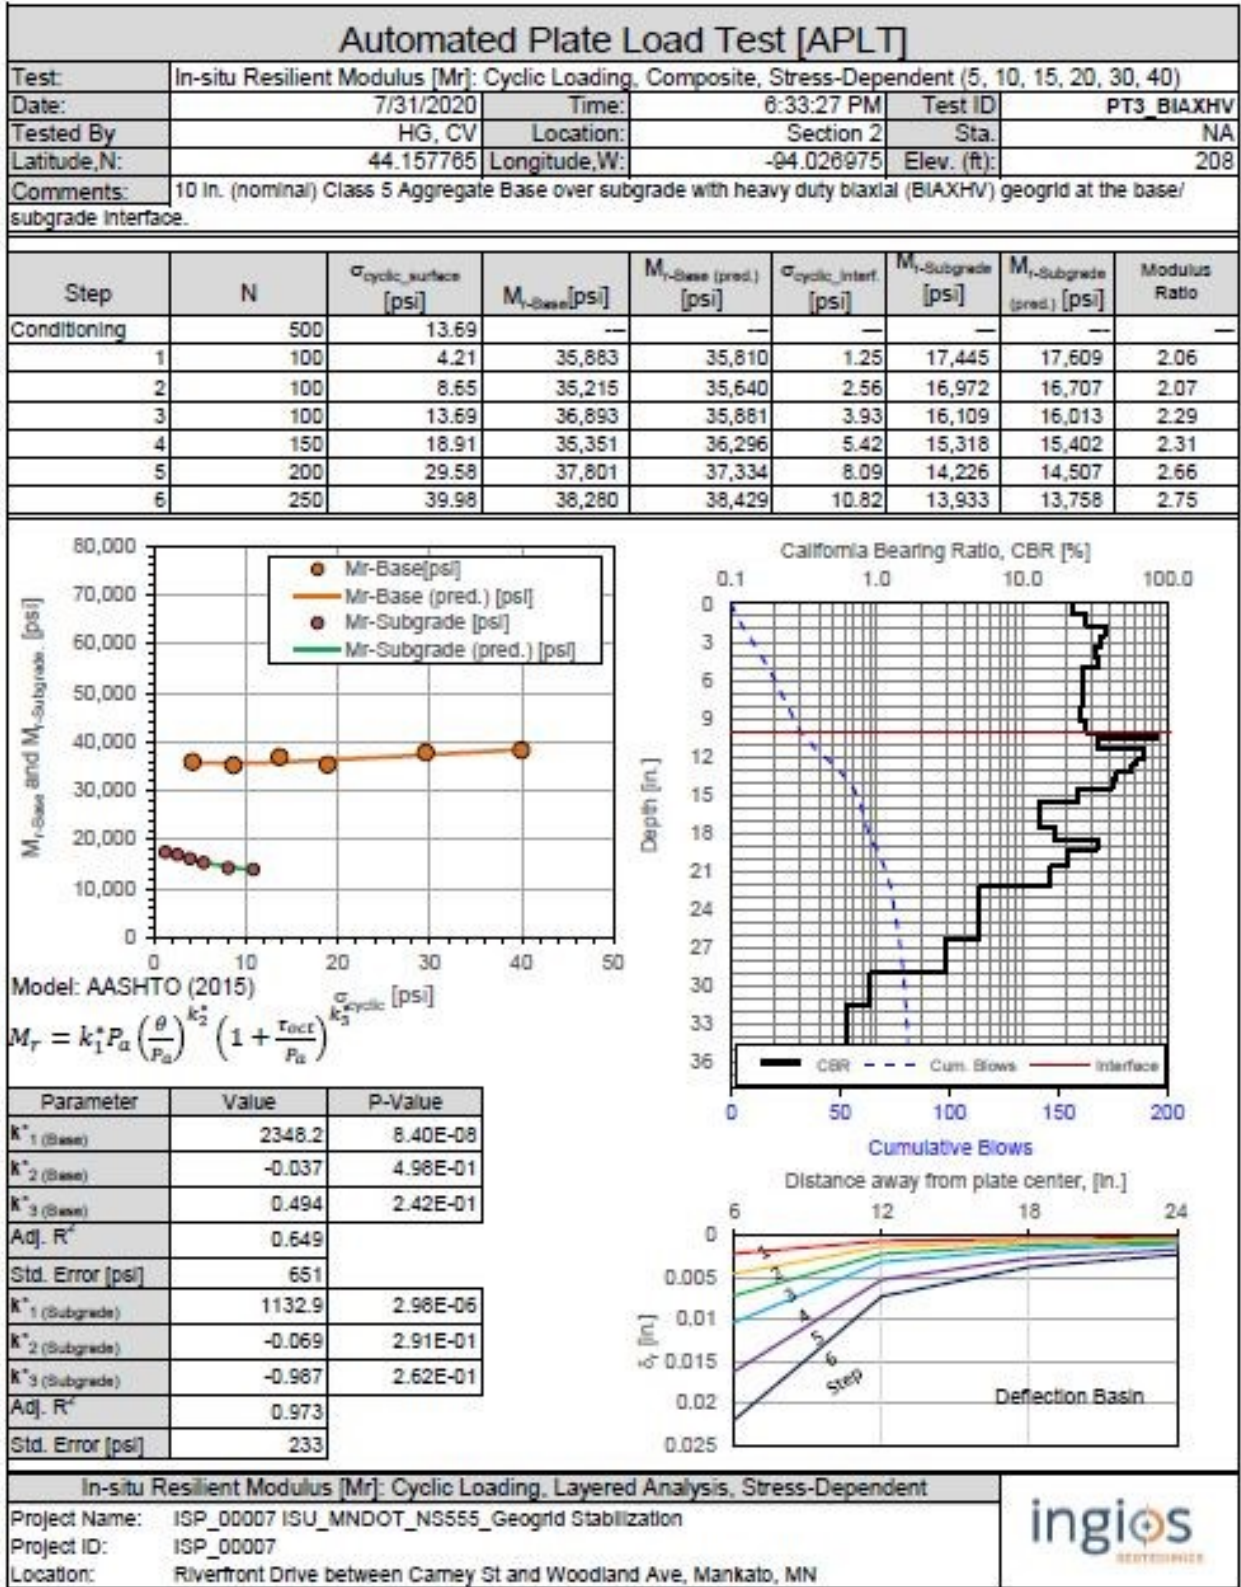 Automated Plate Load Test [APLT]
Test: In-situ Resilient Modulus [Mr]: Cyclic Loading, Composite, Stress-Dependent (5, 10, 15, 20, 30, 40)
Date: 7/31/2020 Time: 6:33:27 PM Test ID PT3_BIAXHV
Tested By HG, CV Location: Section 2 Sta. NA
Latitude,N: 44.157765 Longitude,W: -94.026975 Elev. (ft): 208
Comments: 10 in. (nominal) Class 5 Aggregate Base over subgrade with heavy duty biaxial (BIAXHV) geogrid at the base/
subgrade interface.
Step N σcyclic_surface [psi] Mr-Base[psi] Mr-Base (pred.) [psi] σcyclic_interf. [psi] Mr-Subgrade [psi] Mr-Subgrade (pred.) [psi] Modulus Ratio
Conditioning 500 13.69 --- --- --- --- --- ---
1 100 4.21 35,883 35,810 1.25 17,445 17,609 2.06
2 100 8.65 35,215 35,640 2.56 16,972 16,707 2.07
3 100 13.69 36,893 35,881 3.93 16,109 16,013 2.29
4 150 18.91 35,351 36,296 5.42 15,318 15,402 2.31
5 200 29.58 37,801 37,334 8.09 14,226 14,507 2.66
6 250 39.98 38,280 38,429 10.82 13,933 13,758 2.75
Mr-Base and Mr-Subgrade. [psi]
80,000
70,000
60,000
50,000
40,000
30,000
20,000
10,000
0
Mr-Base[psi]
Mr-Base (pred.) [psi]
Mr-Subgrade [psi]
Mr-Subgrade (pred.) [psi]
0 10 20 30 40 50
σcyclic [psi]
Model: AASHTO (2015)
Mr = k*1 Pa (θ/Pa)^k*2 (1 + τoct/Pa)^k*3
California Bearing Ratio, CBR [%]
0.1 1.0 10.0 100.0
Depth [in.]
0
3
6
9
12
15
18
21
24
27
30
33
36
CBR Cum. Blows Interface
0 50 100 150 200
Cumulative Blows
Parameter Value P-Value
k*1 (Base) 2348.2 8.40E-08
k*2 (Base) -0.037 4.98E-01
k*3 (Base) 0.494 2.42E-01
Adj. R2 0.649
Std. Error [psi] 651
k*1 (Subgrade) 1132.9 2.98E-06
k*2 (Subgrade) -0.069 2.91E-01
k*3 (Subgrade) -0.987 2.62E-01
Adj. R2 0.973
Std. Error [psi] 233
Distance away from plate center, [in.]
6 12 18 24
δr [in.]
0
0.005
0.01
0.015
0.02
0.025
1
2
3
4
5
6
Step
Deflection Basin
In-situ Resilient Modulus [Mr]: Cyclic Loading, Layered Analysis, Stress-Dependent
Project Name: ISP_00007 ISU_MNDOT_NS555_Geogrid Stabilization
Project ID: ISP_00007
Location: Riverfront Drive between Carney St and Woodland Ave, Mankato, MN
ingios
GEOTECHNICS